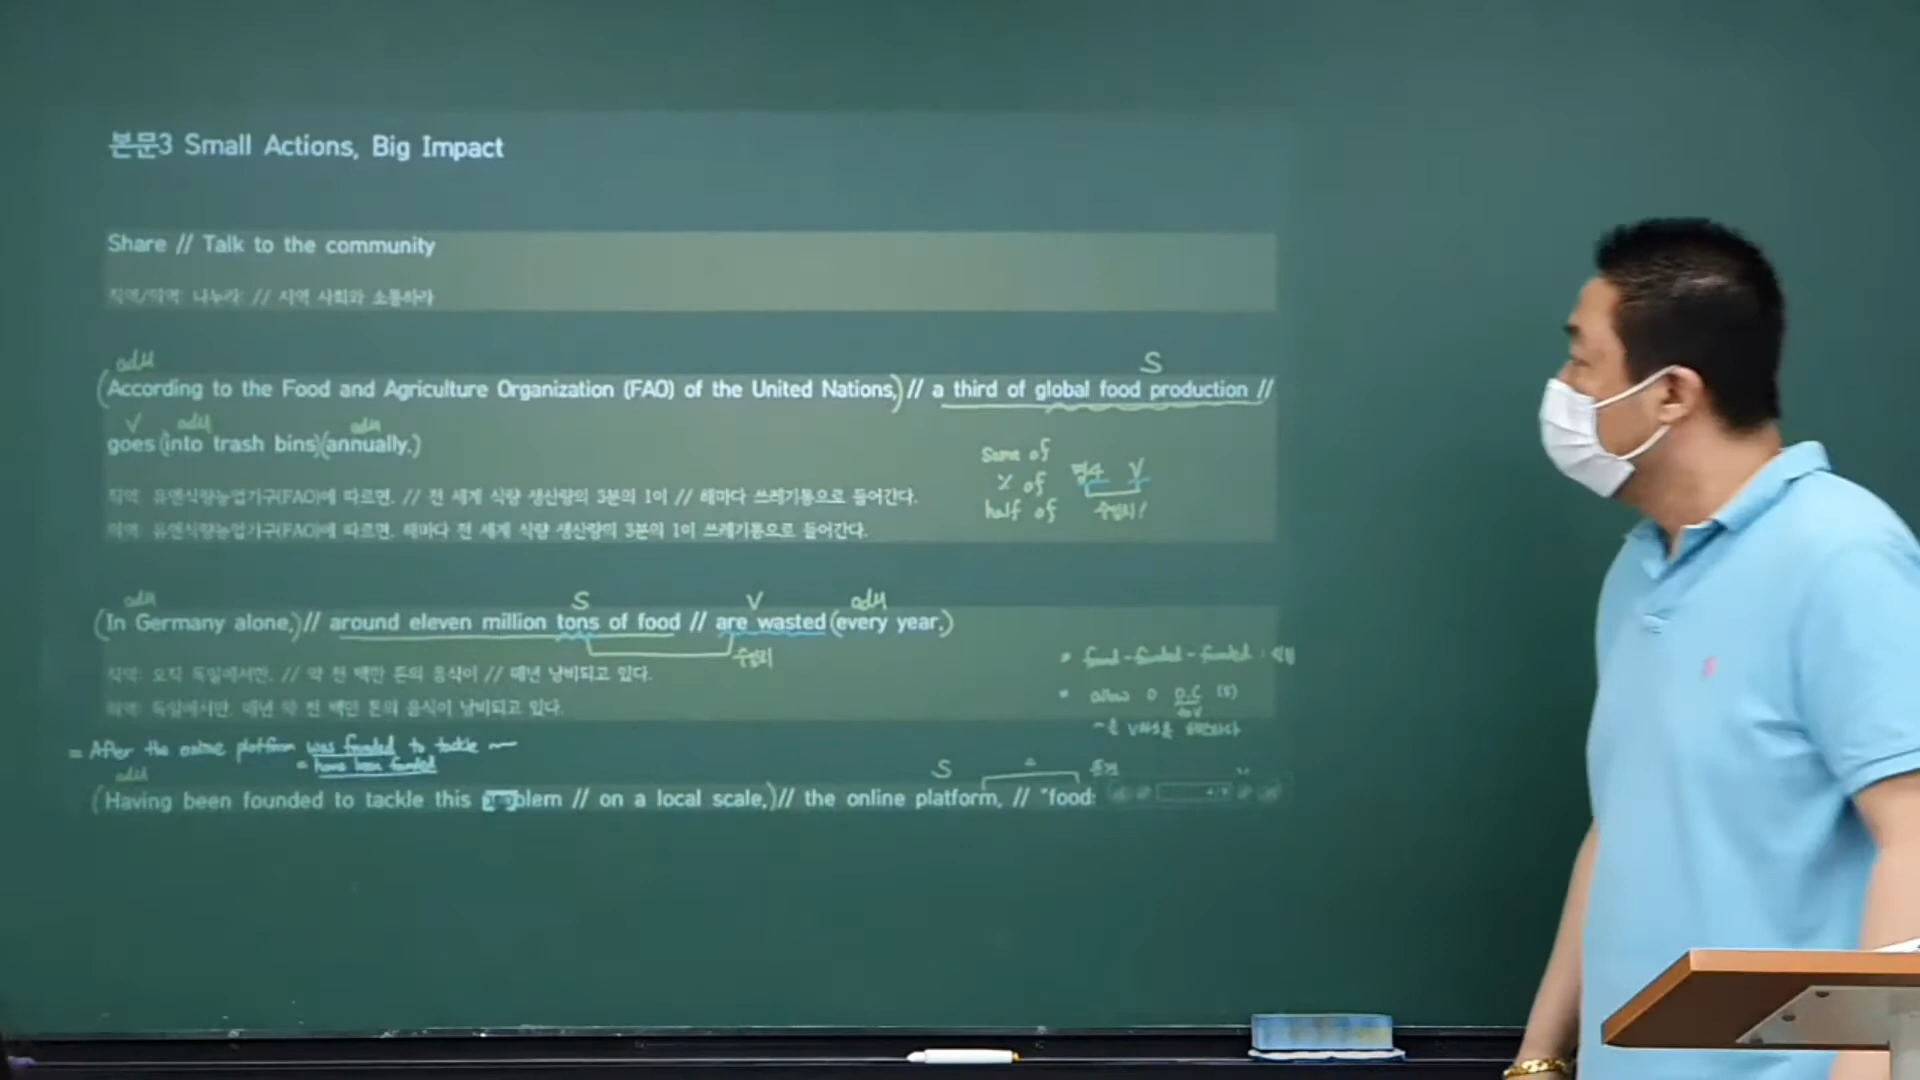 본문3 Small Actions, Big Impact
Share // Talk to the community
직역/의역: 나누라: // 지역 사회와 소통하라
adv S
(According to the Food and Agriculture Organization (FAO) of the United Nations,) // a third of global food production //
V adv adv
goes (into trash bins) (annually.)
Some of
% of 명사 V
half of 수일치!
직역: 유엔식량농업기구(FAO)에 따르면, // 전 세계 식량 생산량의 3분의 1이 // 해마다 쓰레기통으로 들어간다.
의역: 유엔식량농업기구(FAO)에 따르면, 해마다 전 세계 식량 생산량의 3분의 1이 쓰레기통으로 들어간다.
adv S V adv
(In Germany alone,) // around eleven million tons of food // are wasted (every year.)
수일치
직역: 오직 독일에서만, // 약 천 백만 톤의 음식이 // 매년 낭비되고 있다.
의역: 독일에서만, 매년 약 천 백만 톤의 음식이 낭비되고 있다.
found - founded - founded :
allow O O.C (5)
to V
= After the online platform was founded to tackle ~
= have been founded
adv S
(Having been founded to tackle this problem // on a local scale,) // the online platform, // "food